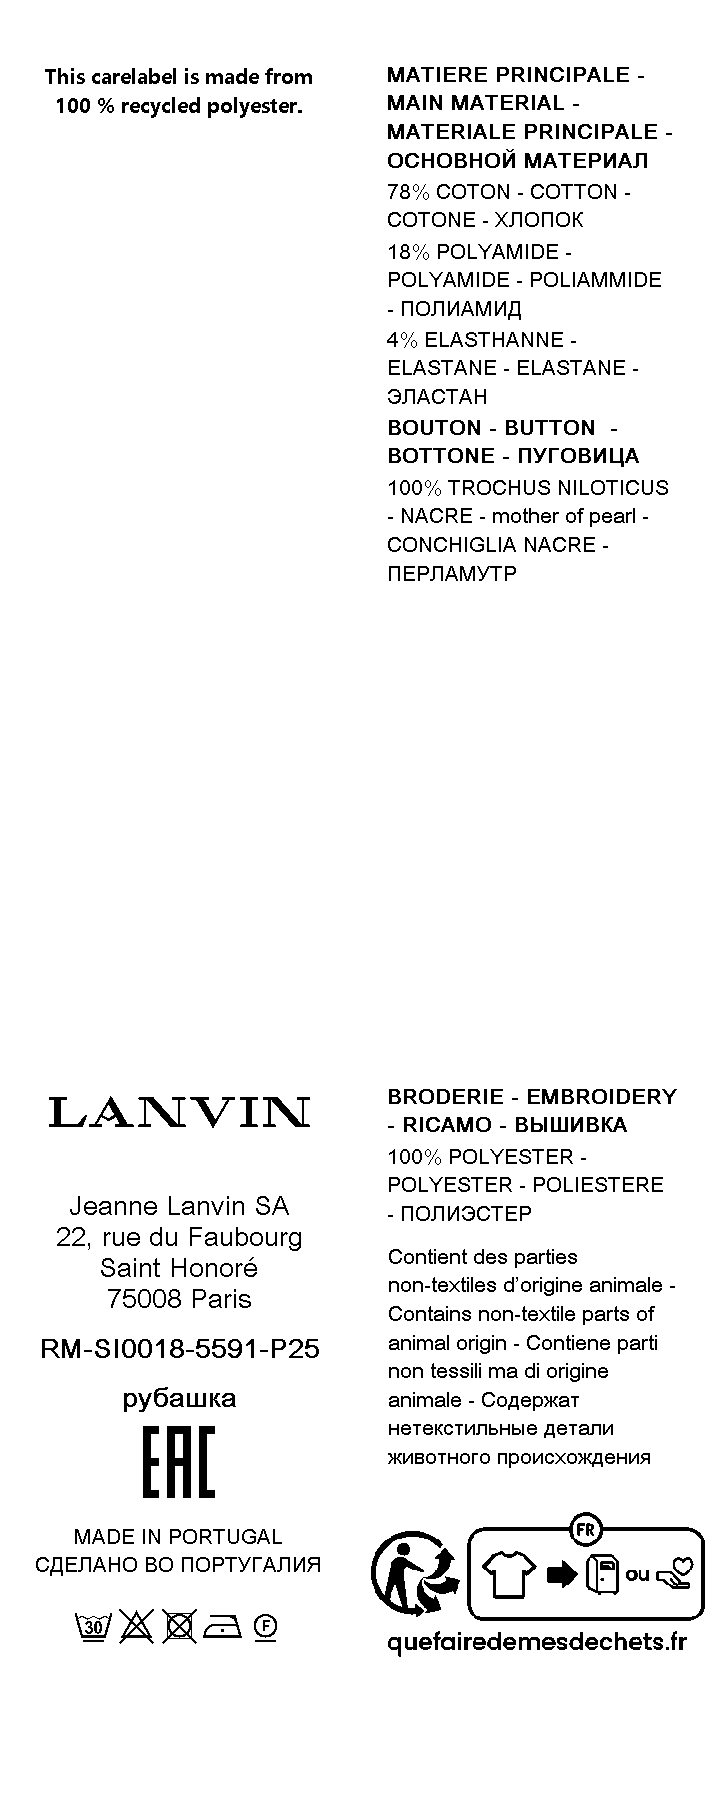 This carelabel is made from
100 % recycled polyester.
MATIERE PRINCIPALE -
MAIN MATERIAL -
MATERIALE PRINCIPALE -
ОСНОВНОЙ МАТЕРИАЛ
78% COTON - COTTON -
COTONE - ХЛОПОК
18% POLYAMIDE -
POLYAMIDE - POLIAMMIDE
- ПОЛИАМИД
4% ELASTHANNE -
ELASTANE - ELASTANE -
ЭЛАСТАН
BOUTON - BUTTON -
BOTTONE - ПУГОВИЦА
100% TROCHUS NILOTICUS
- NACRE - mother of pearl -
CONCHIGLIA NACRE -
ПЕРЛАМУТР
LANVIN
Jeanne Lanvin SA
22, rue du Faubourg
Saint Honoré
75008 Paris
RM-SI0018-5591-P25
рубашка
EAC
MADE IN PORTUGAL
СДЕЛАНО ВО ПОРТУГАЛИЯ
30
F
BRODERIE - EMBROIDERY
- RICAMO - ВЫШИВКА
100% POLYESTER -
POLYESTER - POLIESTERE
- ПОЛИЭСТЕР
Contient des parties
non-textiles d'origine animale -
Contains non-textile parts of
animal origin - Contiene parti
non tessili ma di origine
animale - Содержат
нетекстильные детали
животного происхождения
FR
ou
quefairedemesdechets.fr